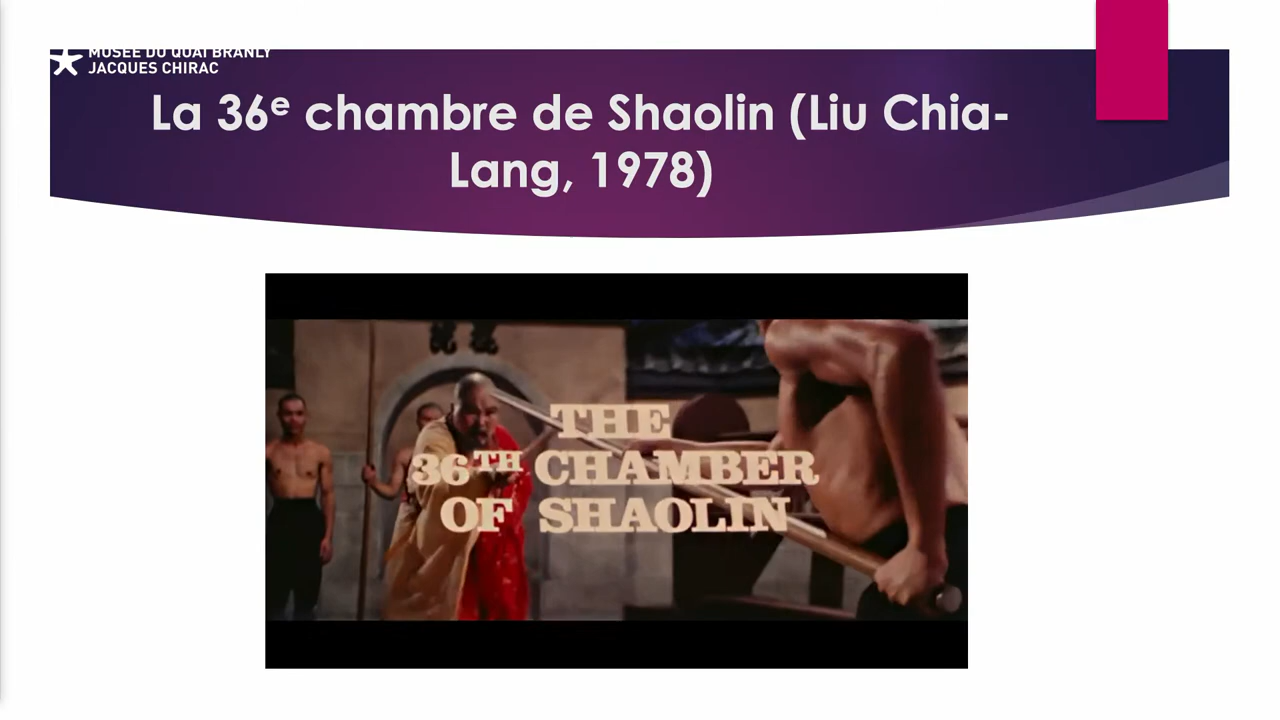 MUSÉE DU QUAI BRANLY
JACQUES CHIRAC
La 36e chambre de Shaolin (Liu Chia-
Lang, 1978)
THE
36TH CHAMBER
OF SHAOLIN